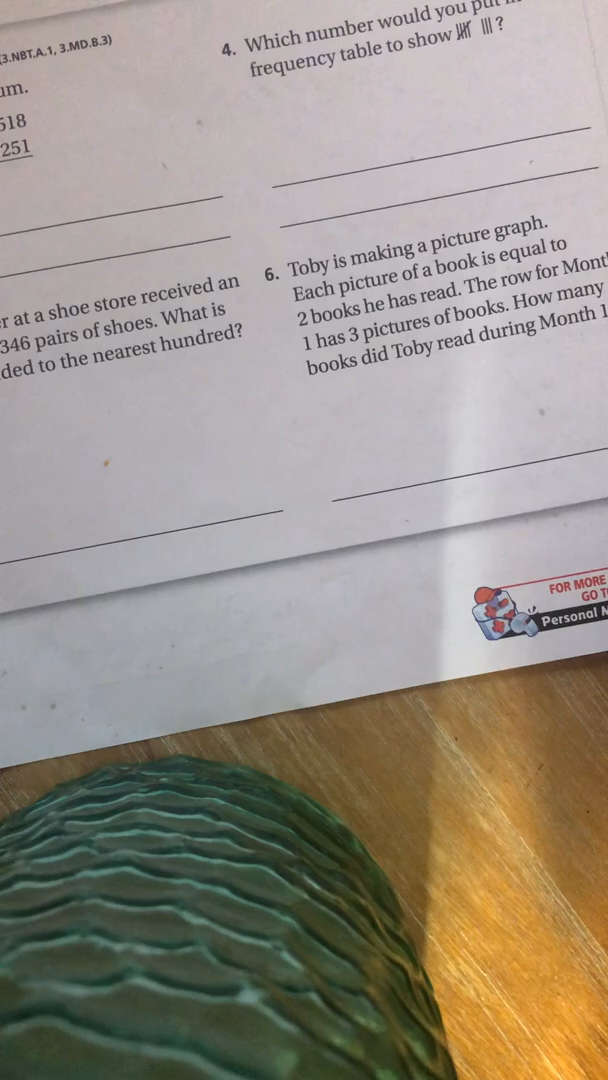 (3.NBT.A.1, 3.MD.B.3)
518
251
4. Which number would you put
frequency table to show 𝍸 ||| ?
r at a shoe store received an
346 pairs of shoes. What is
ded to the nearest hundred?
6. Toby is making a picture graph.
Each picture of a book is equal to
2 books he has read. The row for Month
1 has 3 pictures of books. How many
books did Toby read during Month 1
FOR MORE
GO TO
Personal